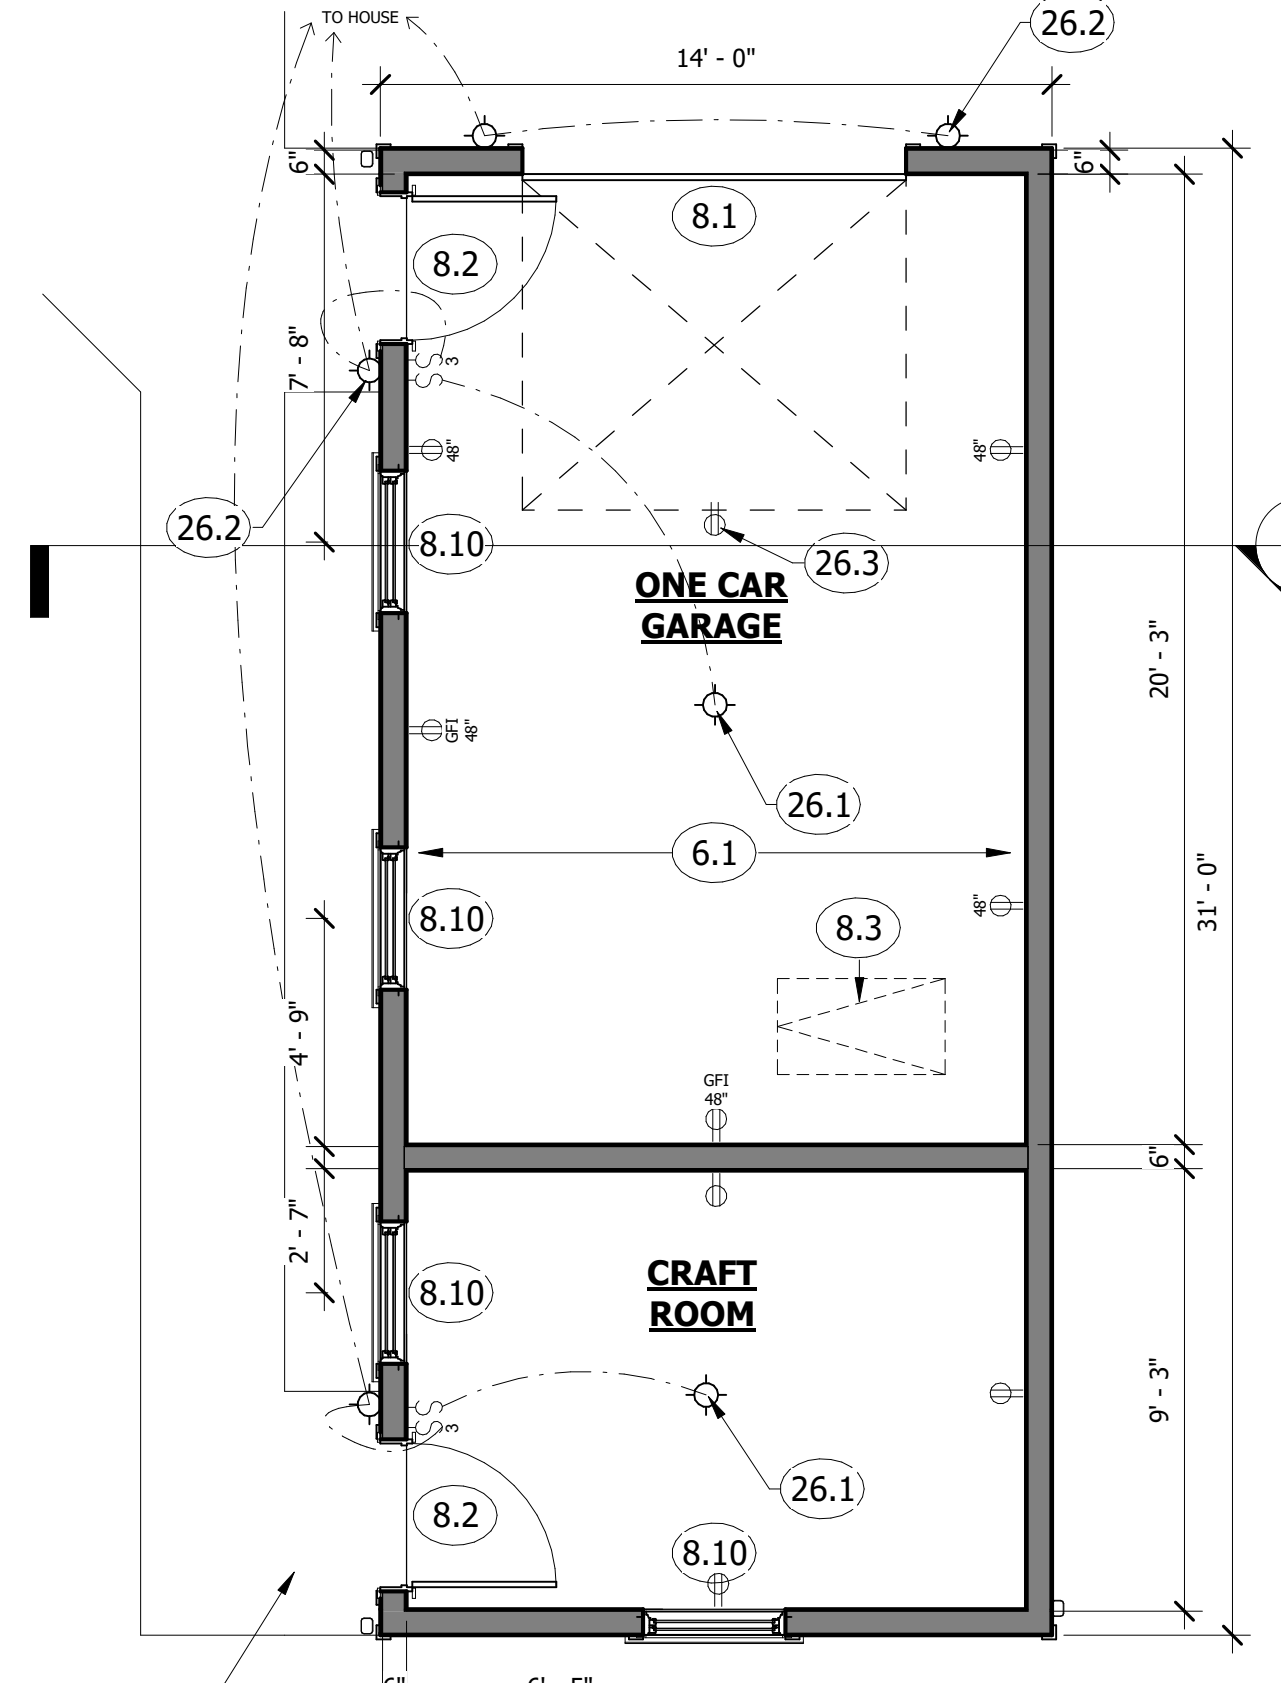 TO HOUSE
26.2
14' - 0"
6"
6"
8.1
8.2
7' - 8"
3
48"
48"
26.2
8.10
26.3
ONE CAR
GARAGE
20' - 3"
GFI
48"
26.1
6.1
31' - 0"
8.10
48"
8.3
4' - 9"
GFI
48"
6"
2' - 7"
CRAFT
ROOM
8.10
9' - 3"
3
26.1
8.2
8.10
6"
6' - 5"